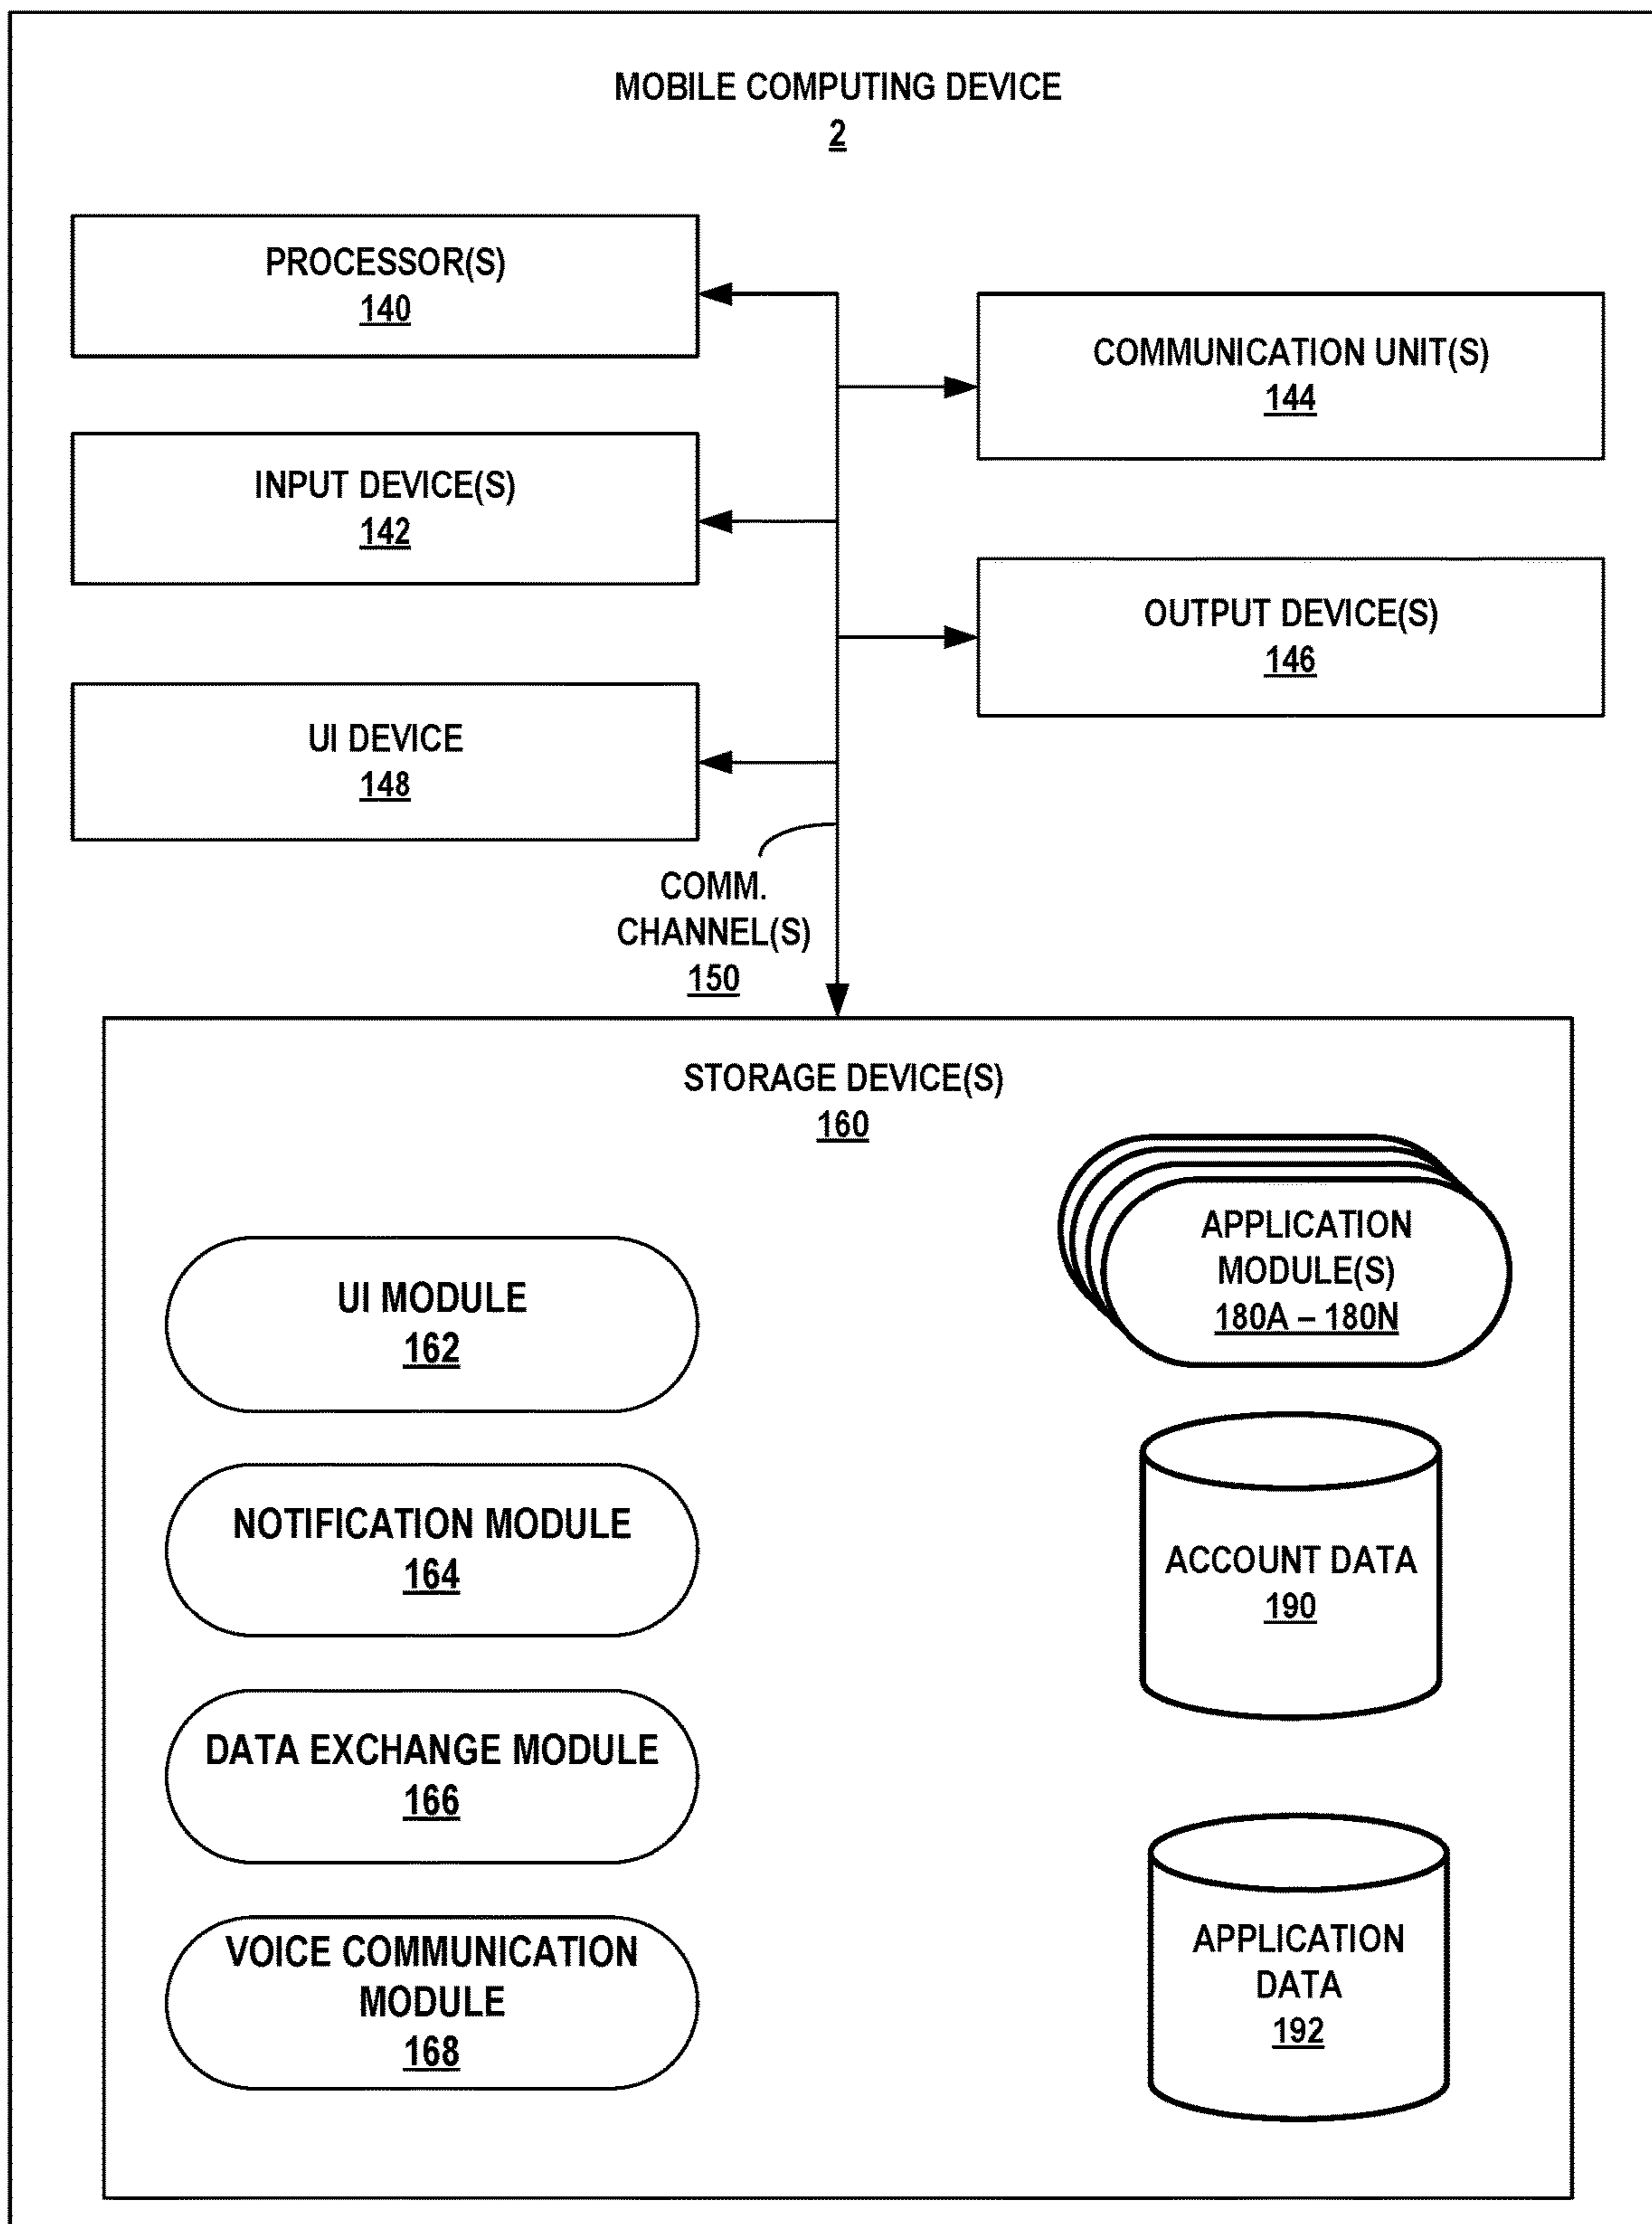 MOBILE COMPUTING DEVICE
2
PROCESSOR(S)
140
COMMUNICATION UNIT(S)
144
INPUT DEVICE(S)
142
OUTPUT DEVICE(S)
146
UI DEVICE
148
COMM.
CHANNEL(S)
150
STORAGE DEVICE(S)
160
UI MODULE
162
NOTIFICATION MODULE
164
DATA EXCHANGE MODULE
166
VOICE COMMUNICATION
MODULE
168
APPLICATION
MODULE(S)
180A – 180N
ACCOUNT DATA
190
APPLICATION
DATA
192